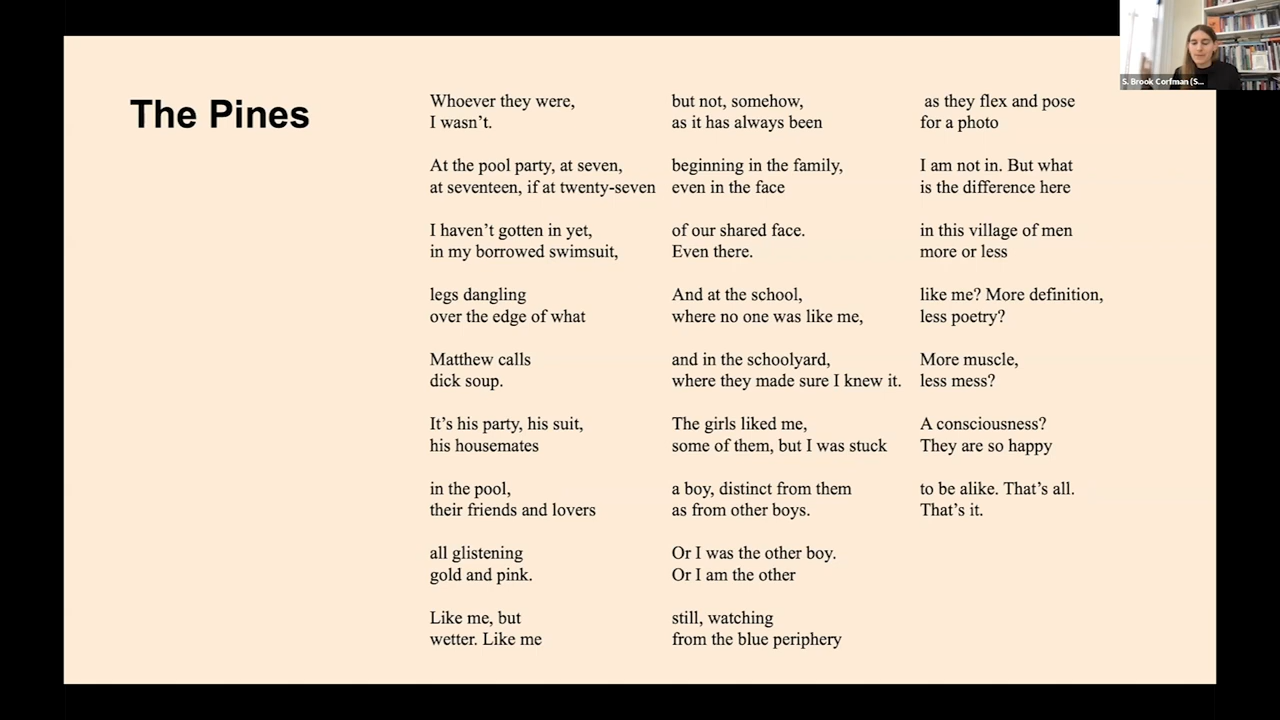 The Pines
Whoever they were,
I wasn’t.
At the pool party, at seven,
at seventeen, if at twenty-seven
I haven’t gotten in yet,
in my borrowed swimsuit,
legs dangling
over the edge of what
Matthew calls
dick soup.
It’s his party, his suit,
his housemates
in the pool,
their friends and lovers
all glistening
gold and pink.
Like me, but
wetter. Like me
but not, somehow,
as it has always been
beginning in the family,
even in the face
of our shared face.
Even there.
And at the school,
where no one was like me,
and in the schoolyard,
where they made sure I knew it.
The girls liked me,
some of them, but I was stuck
a boy, distinct from them
as from other boys.
Or I was the other boy.
Or I am the other
still, watching
from the blue periphery
as they flex and pose
for a photo
I am not in. But what
is the difference here
in this village of men
more or less
like me? More definition,
less poetry?
More muscle,
less mess?
A consciousness?
They are so happy
to be alike. That’s all.
That’s it.
S. Brook Corfman (S...